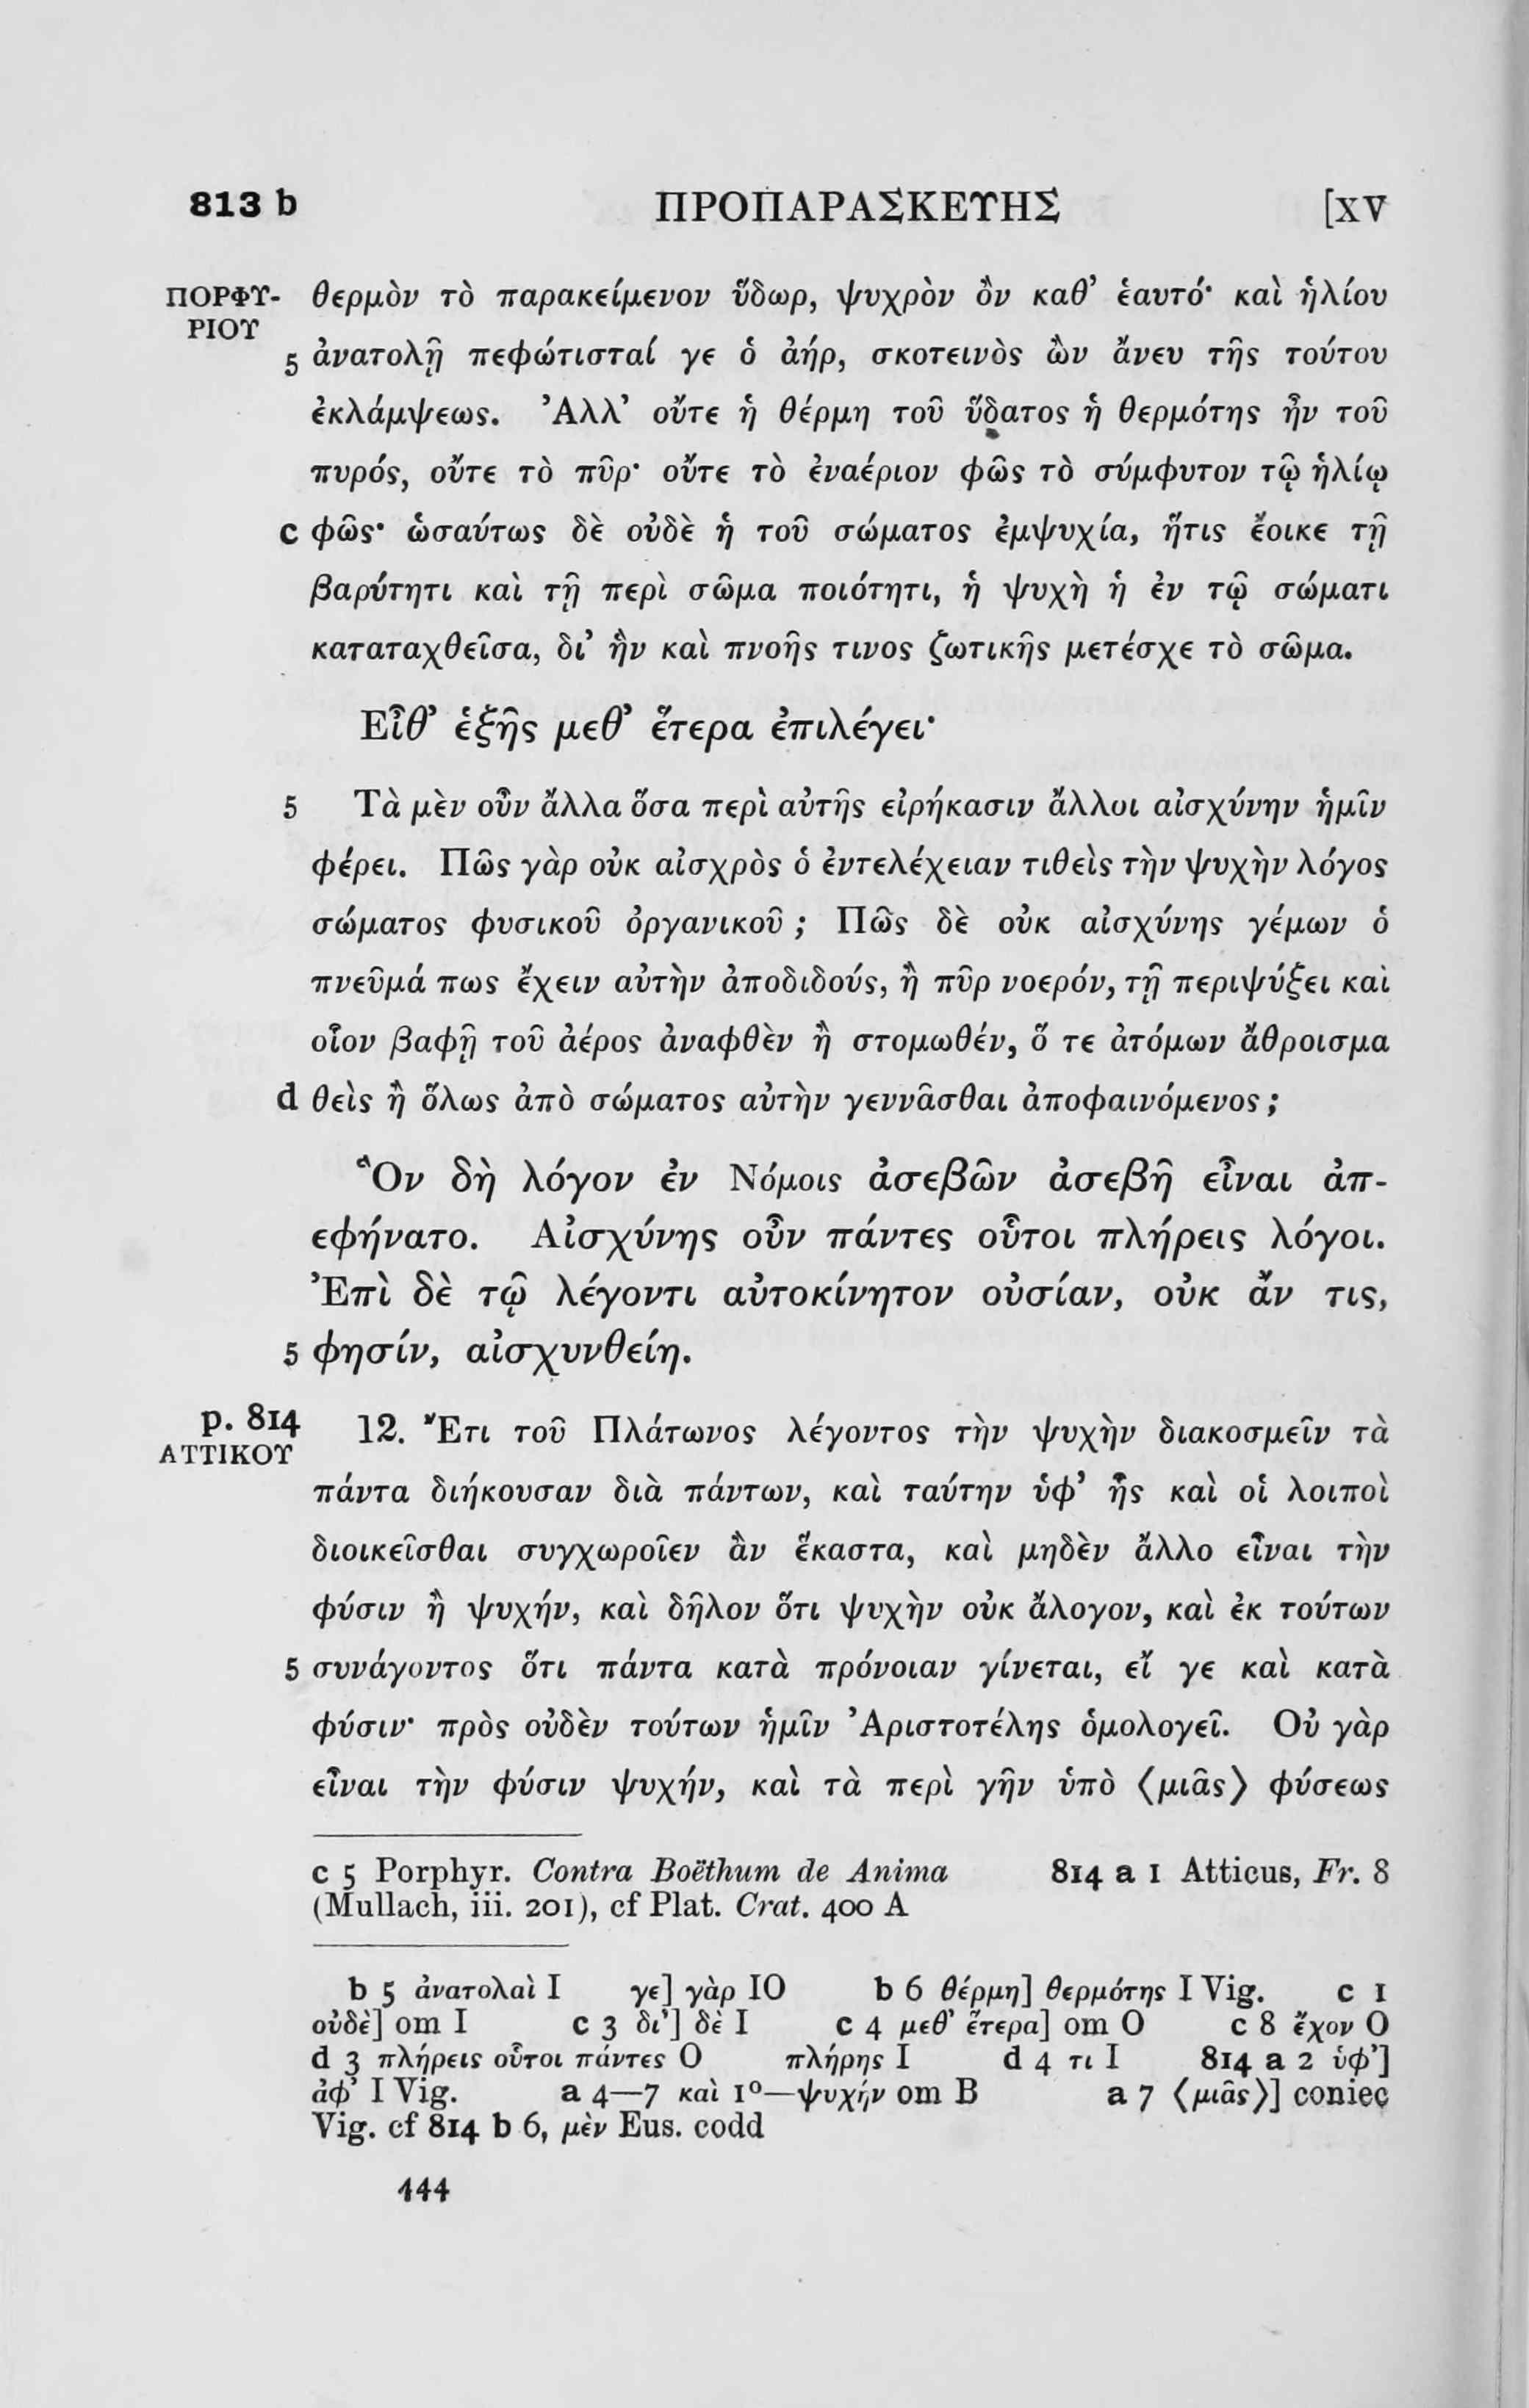 813 b ΠΡΟΠΑΡΑΣΚΕΥΗΣ [XV
ΠΟΡΦΥ- θερμὸν τὸ παρακείμενον ὕδωρ, ψυχρὸν ὂν καθ’ ἑαυτό· καὶ ἡλίου
ΡΙΟΥ
5 ἀνατολῇ πεφώτισταί γε ὁ ἀήρ, σκοτεινὸς ὢν ἄνευ τῆς τούτου
ἐκλάμψεως. Ἀλλ’ οὔτε ἡ θέρμη τοῦ ὕδατος ἡ θερμότης ἦν τοῦ
πυρός, οὔτε τὸ πῦρ· οὔτε τὸ ἐναέριον φῶς τὸ σύμφυτον τῷ ἡλίῳ
c φῶς· ὡσαύτως δὲ οὐδὲ ἡ τοῦ σώματος ἐμψυχία, ἥτις ἔοικε τῇ
βαρύτητι καὶ τῇ περὶ σῶμα ποιότητι, ἡ ψυχὴ ἡ ἐν τῷ σώματι
καταταχθεῖσα, δι’ ἣν καὶ πνοῆς τινος ζωτικῆς μετέσχε τὸ σῶμα.
Εἶθ’ ἑξῆς μεθ’ ἕτερα ἐπιλέγει·
5 Τὰ μὲν οὖν ἄλλα ὅσα περὶ αὐτῆς εἰρήκασιν ἄλλοι αἰσχύνην ἡμῖν
φέρει. Πῶς γὰρ οὐκ αἰσχρὸς ὁ ἐντελέχειαν τιθεὶς τὴν ψυχὴν λόγος
σώματος φυσικοῦ ὀργανικοῦ; Πῶς δὲ οὐκ αἰσχύνης γέμων ὁ
πνεῦμά πως ἔχειν αὐτὴν ἀποδιδούς, ἢ πῦρ νοερόν, τῇ περιψύξει καὶ
οἷον βαφῇ τοῦ ἀέρος ἀναφθὲν ἢ στομωθέν, ὅ τε ἀτόμων ἄθροισμα
d θεὶς ἢ ὅλως ἀπὸ σώματος αὐτὴν γεννᾶσθαι ἀποφαινόμενος;
Ὃν δὴ λόγον ἐν Νόμοις ἀσεβῶν ἀσεβῆ εἶναι ἀπ-
εφήνατο. Αἰσχύνης οὖν πάντες οὗτοι πλήρεις λόγοι.
Ἐπὶ δὲ τῷ λέγοντι αὐτοκίνητον οὐσίαν, οὐκ ἄν τις,
5 φησίν, αἰσχυνθείη.
p. 814 12. Ἔτι τοῦ Πλάτωνος λέγοντος τὴν ψυχὴν διακοσμεῖν τὰ
ΑΤΤΙΚΟΥ
πάντα διήκουσαν διὰ πάντων, καὶ ταύτην ὑφ’ ἧς καὶ οἱ λοιποὶ
διοικεῖσθαι συγχωροῖεν ἂν ἕκαστα, καὶ μηδὲν ἄλλο εἶναι τὴν
φύσιν ἢ ψυχήν, καὶ δῆλον ὅτι ψυχὴν οὐκ ἄλογον, καὶ ἐκ τούτων
5 συνάγοντος ὅτι πάντα κατὰ πρόνοιαν γίνεται, εἴ γε καὶ κατὰ
φύσιν· πρὸς οὐδὲν τούτων ἡμῖν Ἀριστοτέλης ὁμολογεῖ. Οὐ γὰρ
εἶναι τὴν φύσιν ψυχήν, καὶ τὰ περὶ γῆν ὑπὸ ⟨μιᾶς⟩ φύσεως
c 5 Porphyr. Contra Boëthum de Anima 814 a 1 Atticus, Fr. 8
(Mullach, iii. 201), cf Plat. Crat. 400 A
b 5 ἀνατολαὶ I γε] γὰρ IO b 6 θέρμη] θερμότης I Vig. c 1
οὐδὲ] om I c 3 δι’] δὲ I c 4 μεθ’ ἕτερα] om O c 8 ἔχον O
d 3 πλήρεις οὗτοι πάντες O πλήρης I d 4 τι I 814 a 2 ὑφ’]
ἀφ’ I Vig. a 4—7 καὶ 1º—ψυχήν om B a 7 ⟨μιᾶς⟩] coniec
Vig. cf 814 b 6, μὲν Eus. codd
444